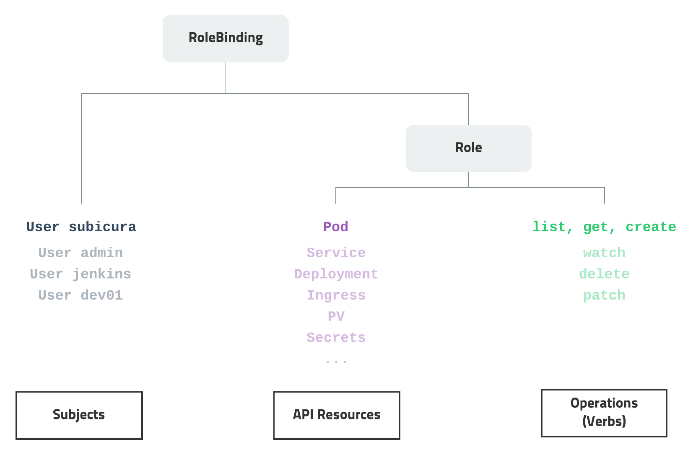 RoleBinding
Role
User subicura
User admin
User jenkins
User dev01
Pod
Service
Deployment
Ingress
PV
Secrets
...
list, get, create
watch
delete
patch
Subjects
API Resources
Operations
(Verbs)